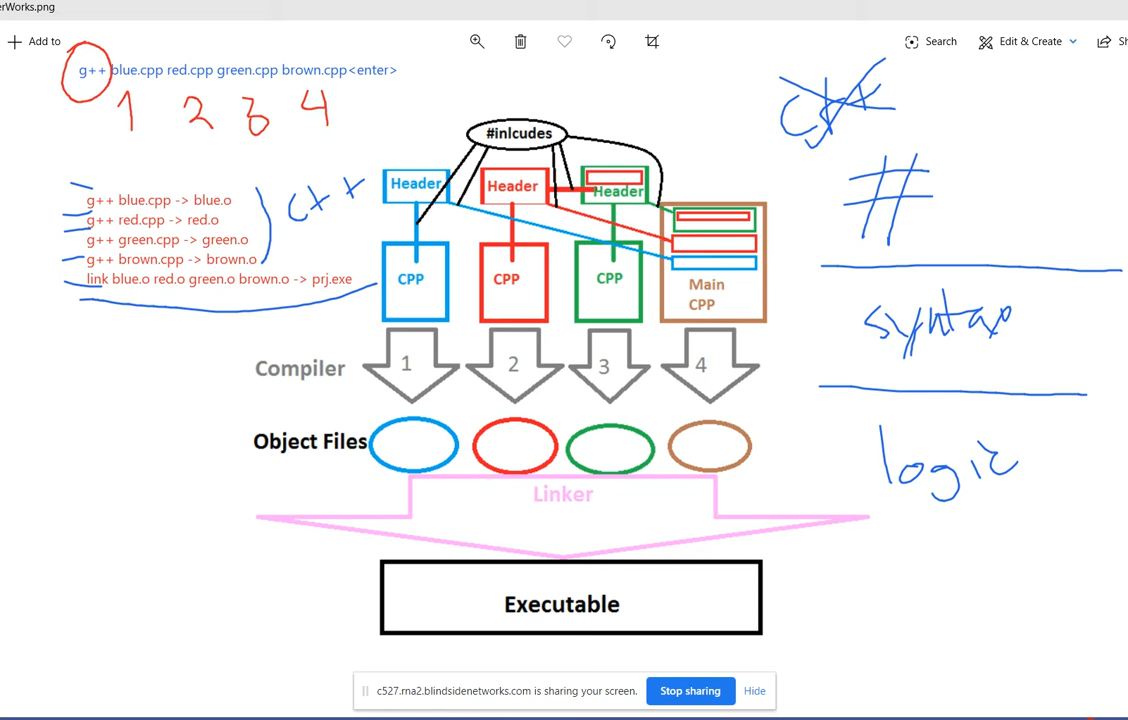 erWorks.png
Add to
Search
Edit & Create
Sh
g++ blue.cpp red.cpp green.cpp brown.cpp<enter>
1 2 3 4
g++ blue.cpp -> blue.o
g++ red.cpp -> red.o
g++ green.cpp -> green.o
g++ brown.cpp -> brown.o
link blue.o red.o green.o brown.o -> prj.exe
c++
#inlcudes
Header
Header
Header
CPP
CPP
CPP
Main
CPP
Compiler
1
2
3
4
Object Files
Linker
Executable
#
syntax
logic
c527.rna2.blindsidenetworks.com is sharing your screen.
Stop sharing
Hide